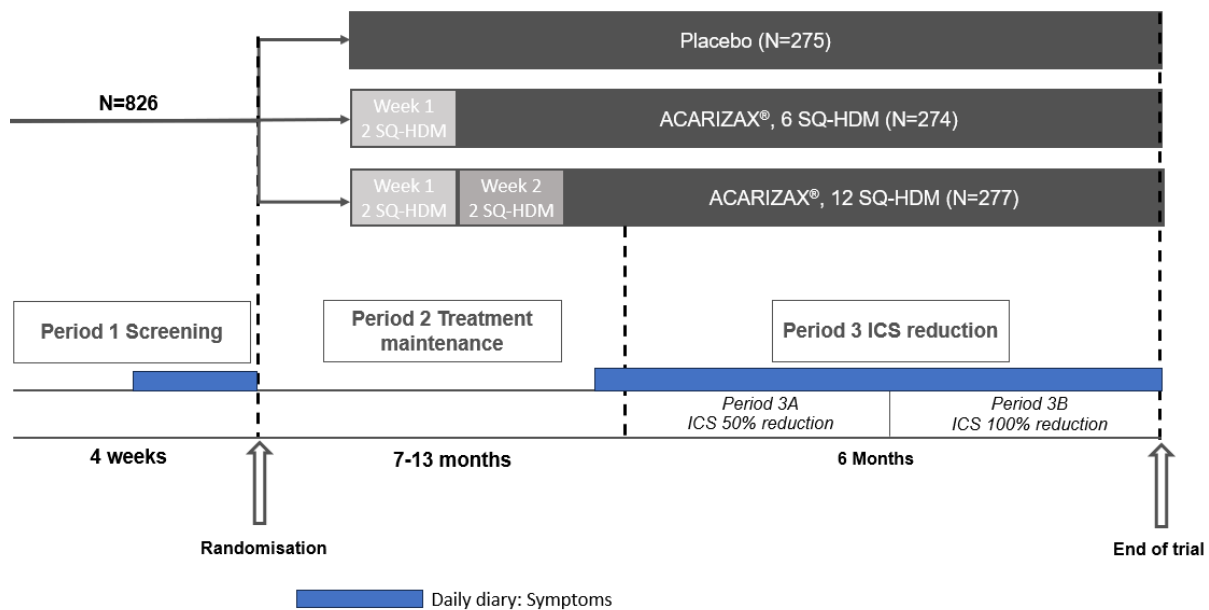 Placebo (N=275)
N=826
Week 1
2 SQ-HDM
ACARIZAX®, 6 SQ-HDM (N=274)
Week 1
2 SQ-HDM
Week 2
2 SQ-HDM
ACARIZAX®, 12 SQ-HDM (N=277)
Period 1 Screening
Period 2 Treatment
maintenance
Period 3 ICS reduction
Period 3A
ICS 50% reduction
Period 3B
ICS 100% reduction
4 weeks
7-13 months
6 Months
Randomisation
End of trial
Daily diary: Symptoms